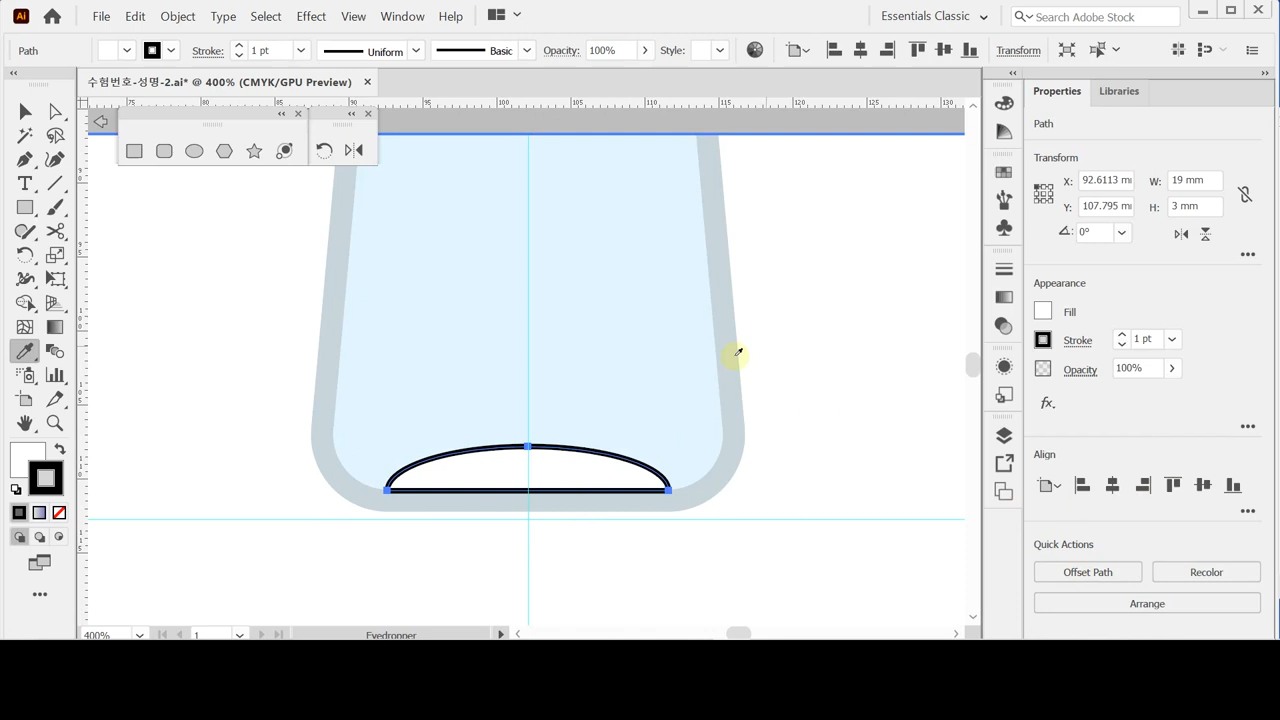 Ai File Edit Object Type Select Effect View Window Help Essentials Classic Search Adobe Stock
Path Stroke: 1 pt Uniform Basic Opacity: 100% Style: Transform
수험번호-성명-2.ai* @ 400% (CMYK/GPU Preview)
75 80 85 90 95 100 105 110 115 120 125 130
Properties Libraries
Path
Transform
X: 92.6113 mm W: 19 mm
Y: 107.795 mm H: 3 mm
0°
Appearance
Fill
Stroke 1 pt
Opacity 100%
fx.
Align
Quick Actions
Offset Path Recolor
Arrange
400% 1 Eyedropper